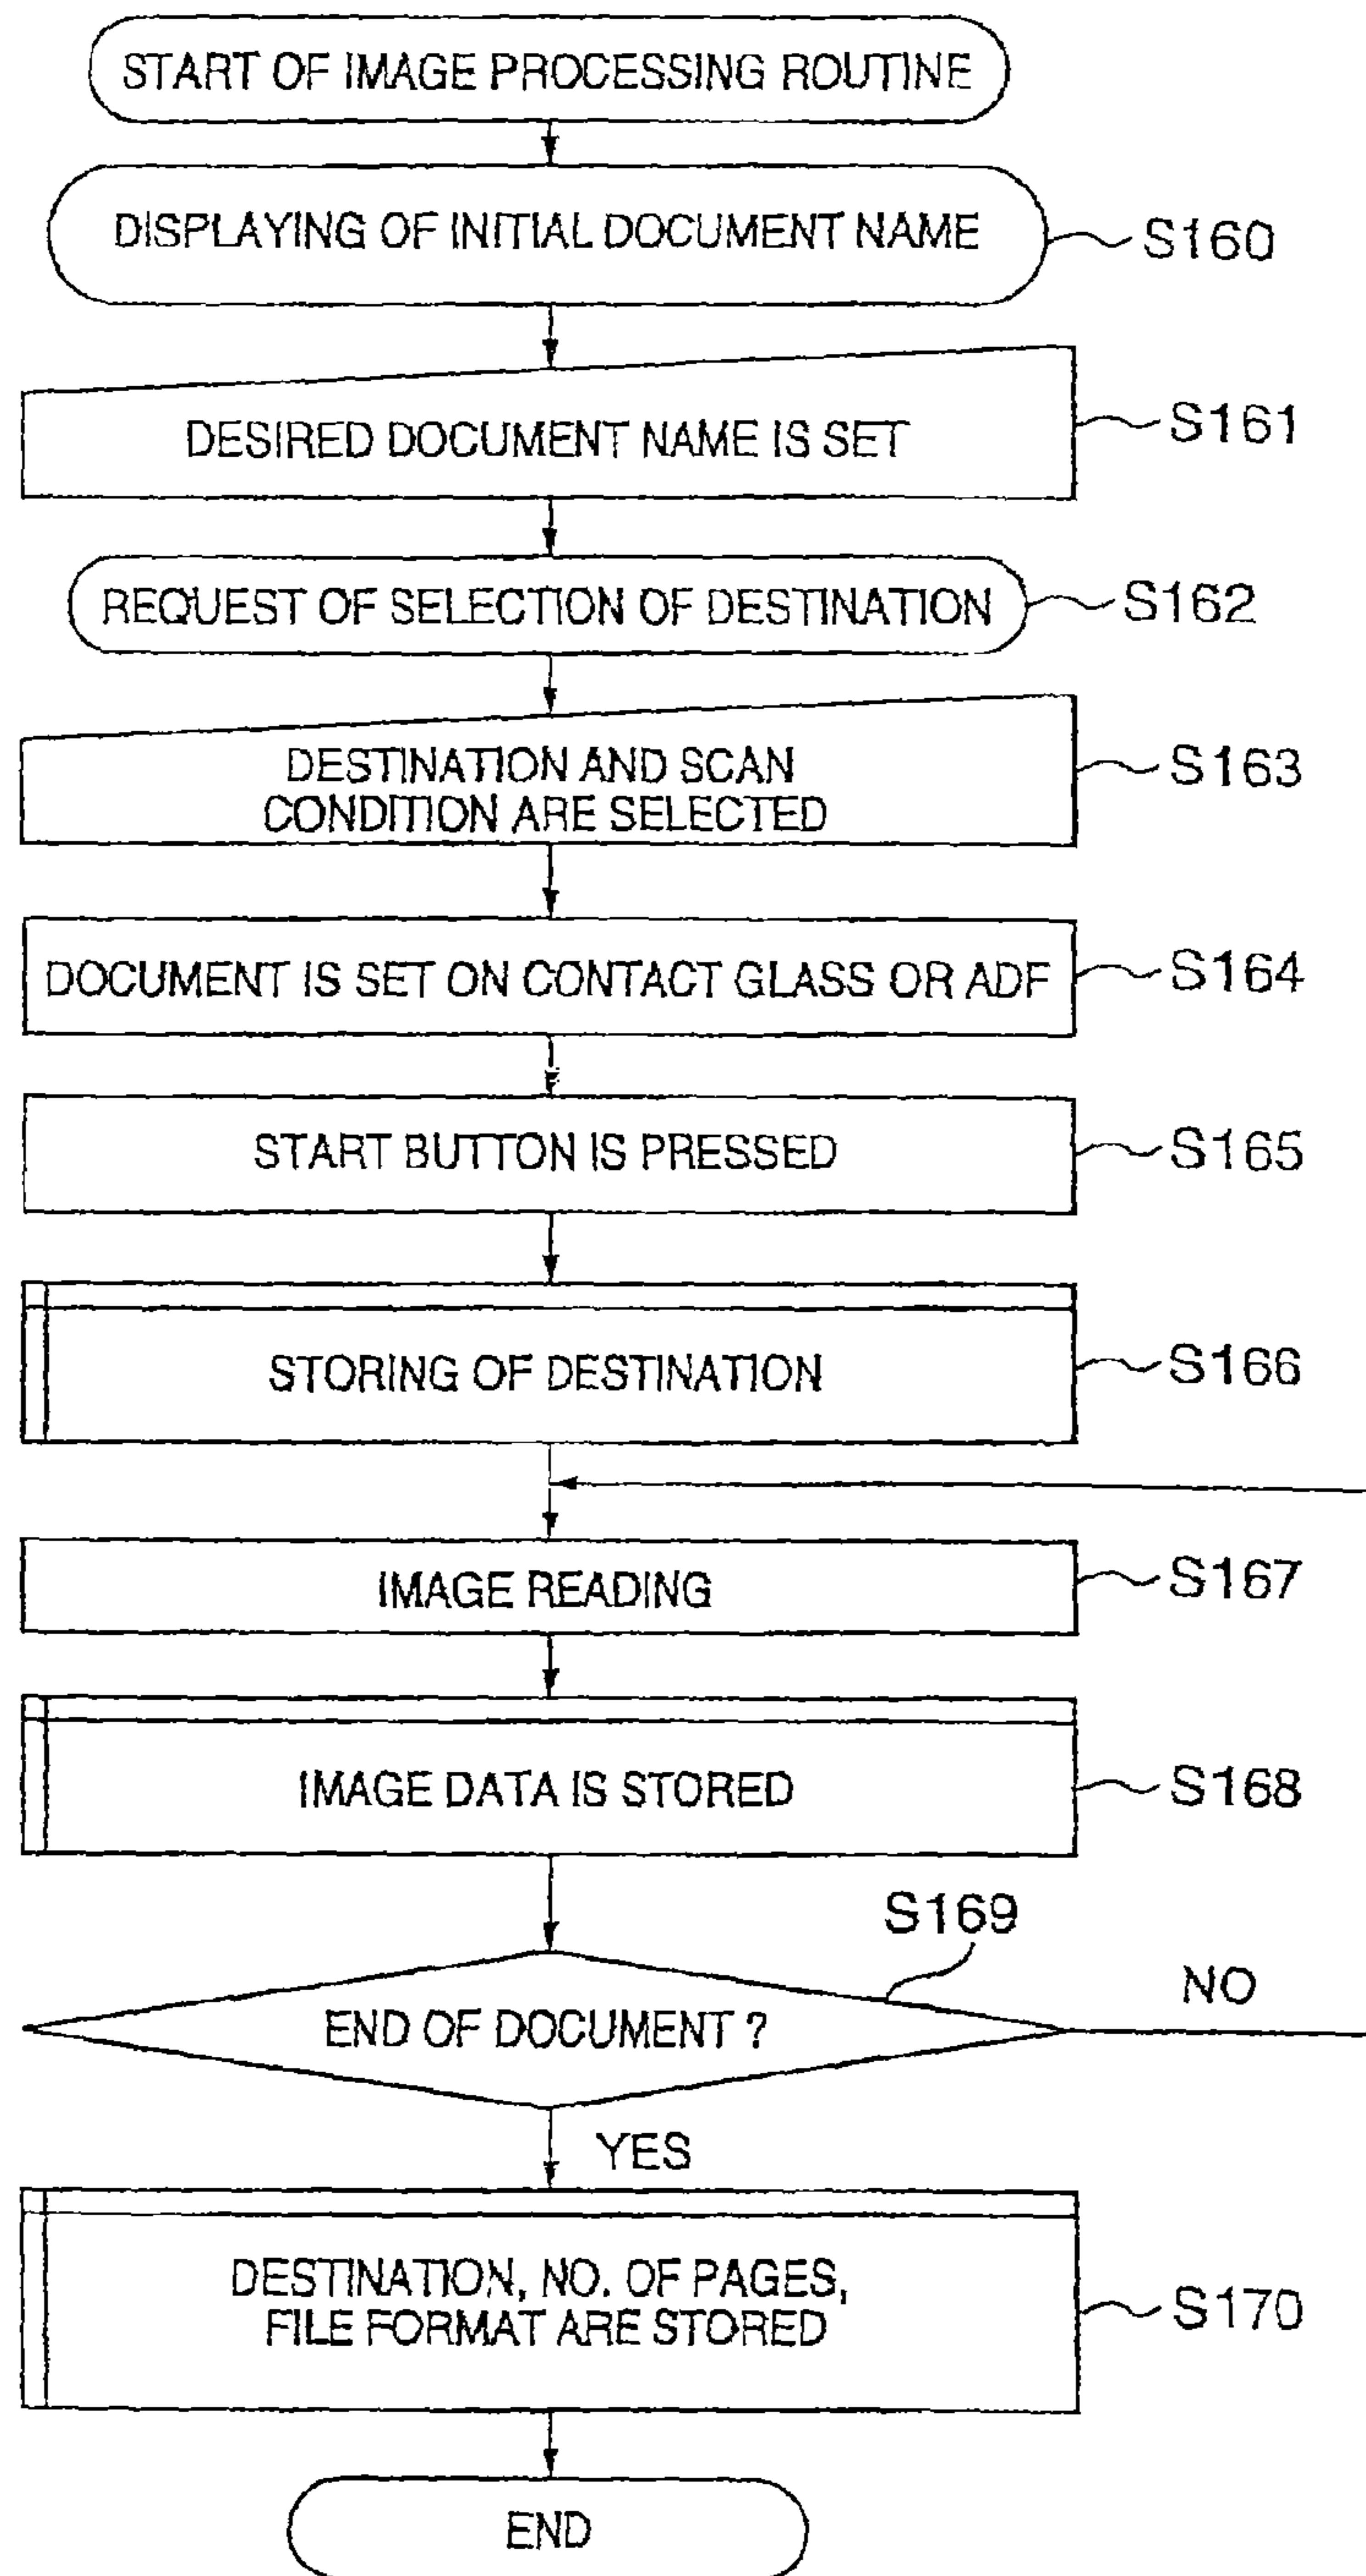 START OF IMAGE PROCESSING ROUTINE
DISPLAYING OF INITIAL DOCUMENT NAME
S160
DESIRED DOCUMENT NAME IS SET
S161
REQUEST OF SELECTION OF DESTINATION
S162
DESTINATION AND SCAN
CONDITION ARE SELECTED
S163
DOCUMENT IS SET ON CONTACT GLASS OR ADF
S164
START BUTTON IS PRESSED
S165
STORING OF DESTINATION
S166
IMAGE READING
S167
IMAGE DATA IS STORED
S168
S169
END OF DOCUMENT ?
NO
YES
DESTINATION, NO. OF PAGES,
FILE FORMAT ARE STORED
S170
END